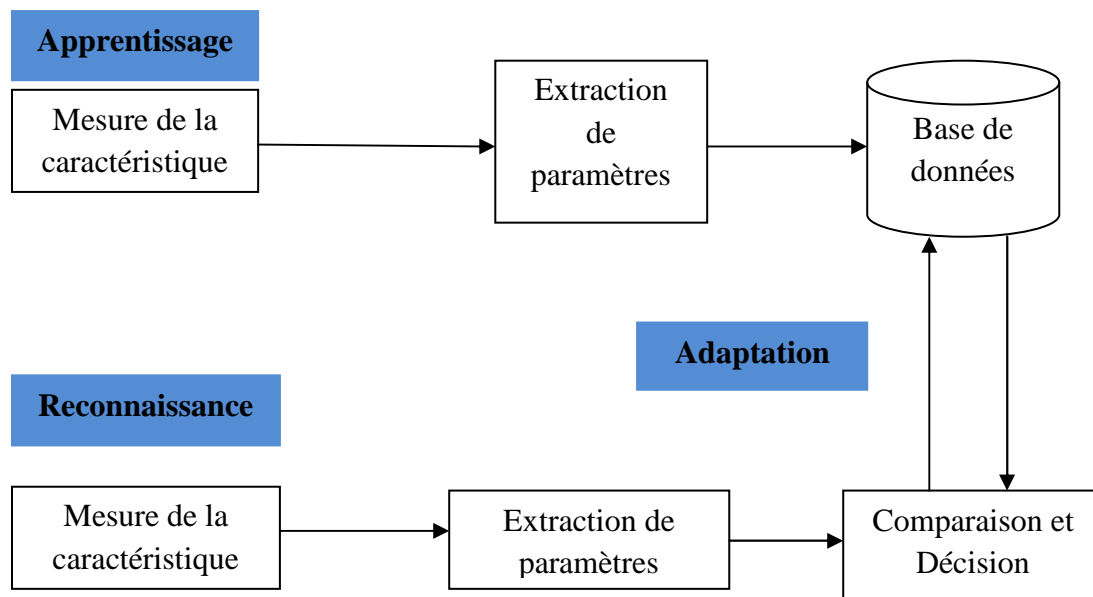 Apprentissage
Mesure de la
caractéristique
Extraction
de
paramètres
Base de
données
Adaptation
Reconnaissance
Mesure de la
caractéristique
Extraction de
paramètres
Comparaison et
Décision